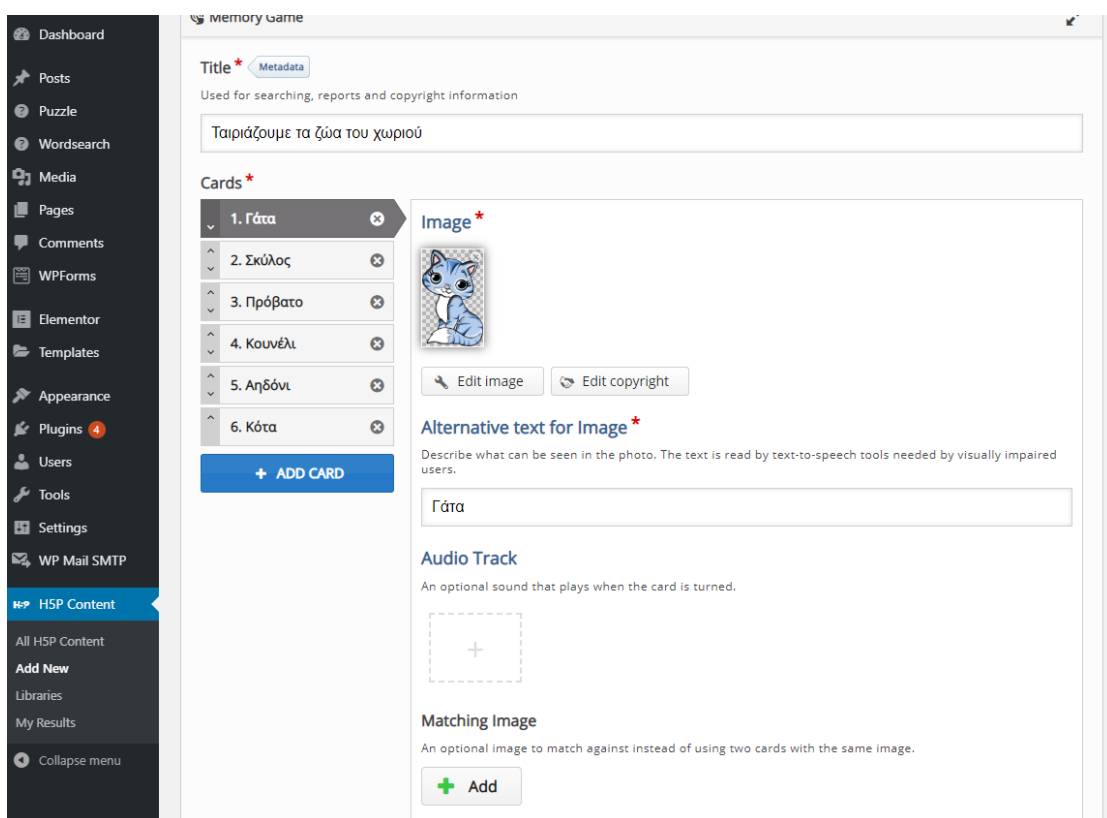 Dashboard
Posts
Puzzle
Wordsearch
Media
Pages
Comments
WPForms
Elementor
Templates
Appearance
Plugins 4
Users
Tools
Settings
WP Mail SMTP
H5P H5P Content
All H5P Content
Add New
Libraries
My Results
Collapse menu
Memory Game
Title * Metadata
Used for searching, reports and copyright information
Ταιριάζουμε τα ζώα του χωριού
Cards *
1. Γάτα
2. Σκύλος
3. Πρόβατο
4. Κουνέλι
5. Αηδόνι
6. Κότα
+ ADD CARD
Image *
Edit image Edit copyright
Alternative text for Image *
Describe what can be seen in the photo. The text is read by text-to-speech tools needed by visually impaired
users.
Γάτα
Audio Track
An optional sound that plays when the card is turned.
Matching Image
An optional image to match against instead of using two cards with the same image.
Add